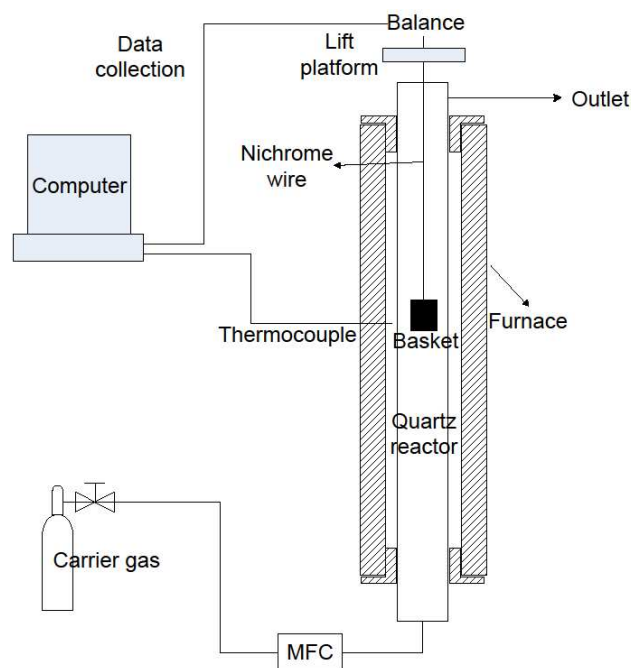 Balance
Data
collection
Lift
platform
Outlet
Nichrome
wire
Computer
Thermocouple
Basket
Furnace
Quartz
reactor
Carrier gas
MFC